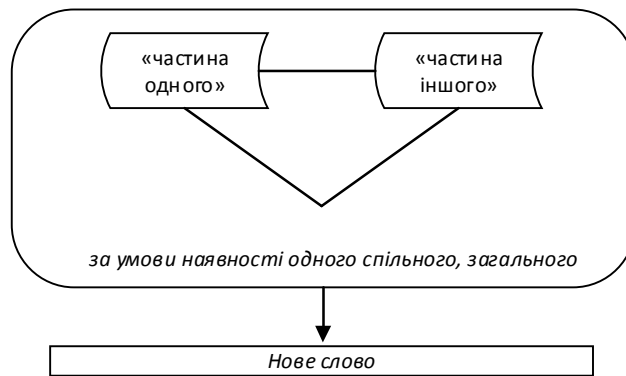 «частина
одного»
«частина
іншого»
за умови наявності одного спільного, загального
Нове слово